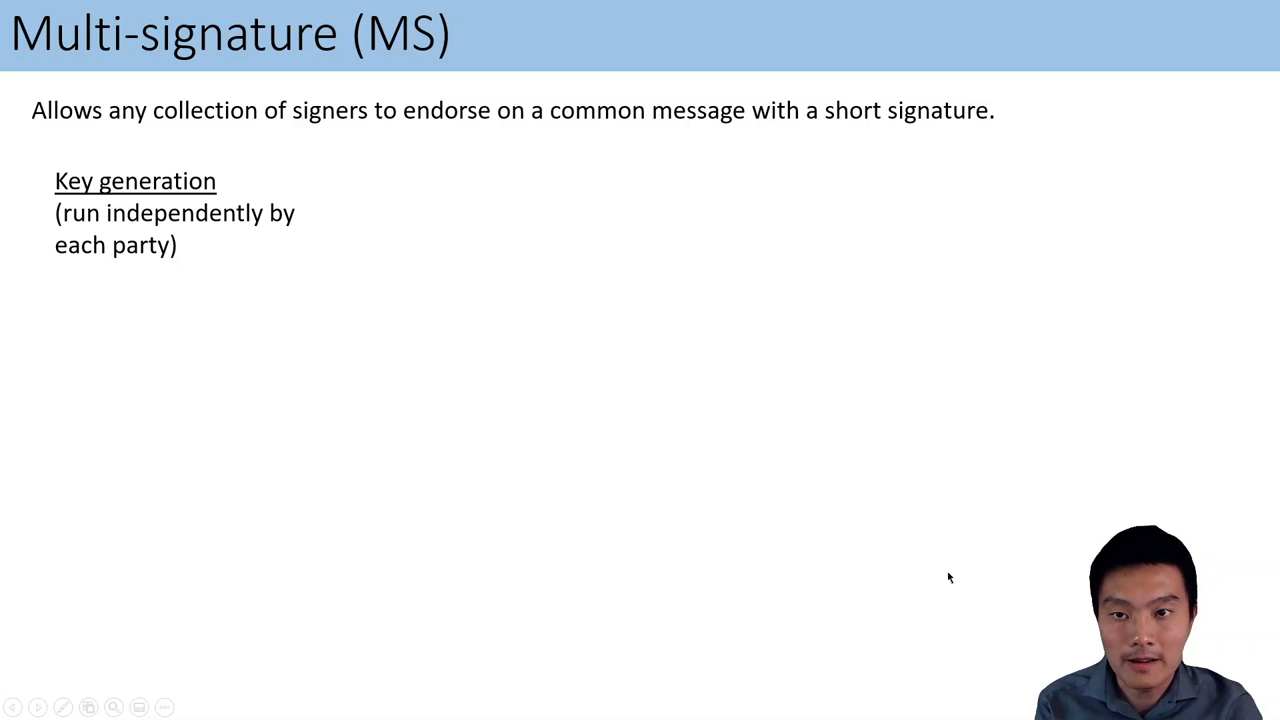 Multi-signature (MS)
Allows any collection of signers to endorse on a common message with a short signature.
Key generation
(run independently by
each party)